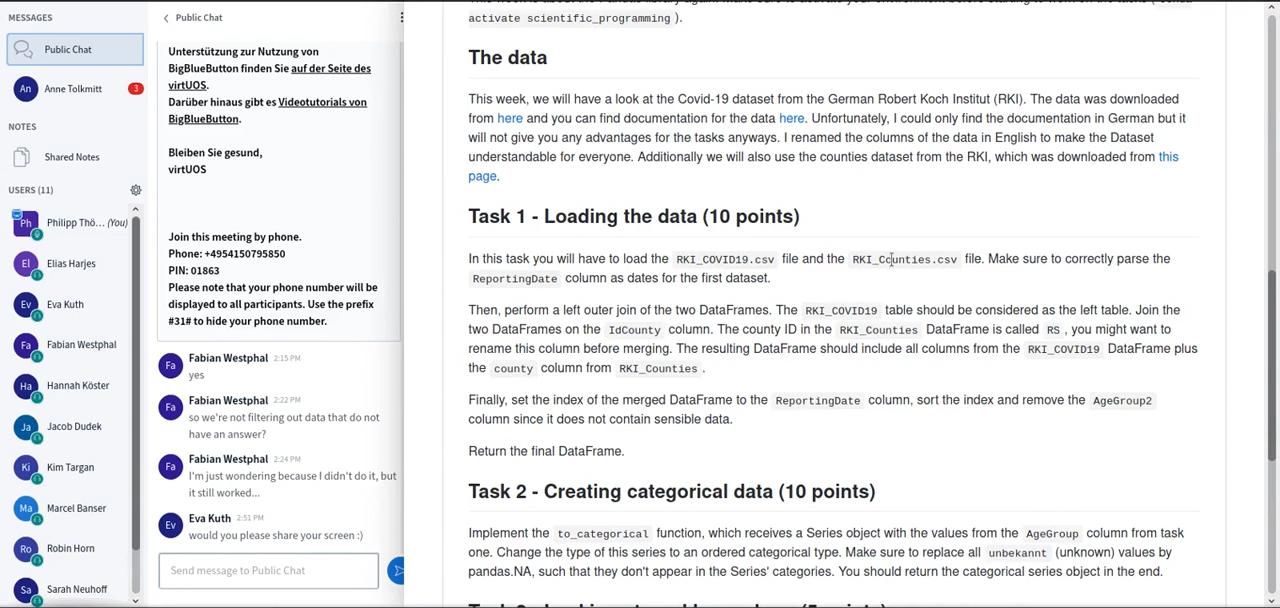 MESSAGES
Public Chat
An
Anne Tolkmitt
3
NOTES
Shared Notes
USERS (11)
Ph
Philipp Thö... (You)
El
Elias Harjes
Ev
Eva Kuth
Fa
Fabian Westphal
Ha
Hannah Köster
Ja
Jacob Dudek
Ki
Kim Targan
Ma
Marcel Banser
Ro
Robin Horn
Sa
Sarah Neuhoff
Public Chat
Unterstützung zur Nutzung von
BigBlueButton finden Sie auf der Seite des
virtUOS.
Darüber hinaus gibt es Videotutorials von
BigBlueButton.
Bleiben Sie gesund,
virtUOS
Join this meeting by phone.
Phone: +4954150795850
PIN: 01863
Please note that your phone number will be
displayed to all participants. Use the prefix
#31# to hide your phone number.
Fa
Fabian Westphal 2:15 PM
yes
Fa
Fabian Westphal 2:22 PM
so we're not filtering out data that do not
have an answer?
Fa
Fabian Westphal 2:24 PM
I'm just wondering because I didn't do it, but
it still worked...
Ev
Eva Kuth 2:51 PM
would you please share your screen :)
Send message to Public Chat
activate scientific_programming ).
The data
This week, we will have a look at the Covid-19 dataset from the German Robert Koch Institut (RKI). The data was downloaded
from here and you can find documentation for the data here. Unfortunately, I could only find the documentation in German but it
will not give you any advantages for the tasks anyways. I renamed the columns of the data in English to make the Dataset
understandable for everyone. Additionally we will also use the counties dataset from the RKI, which was downloaded from this
page.
Task 1 - Loading the data (10 points)
In this task you will have to load the RKI_COVID19.csv file and the RKI_Counties.csv file. Make sure to correctly parse the
ReportingDate column as dates for the first dataset.
Then, perform a left outer join of the two DataFrames. The RKI_COVID19 table should be considered as the left table. Join the
two DataFrames on the IdCounty column. The county ID in the RKI_Counties DataFrame is called RS , you might want to
rename this column before merging. The resulting DataFrame should include all columns from the RKI_COVID19 DataFrame plus
the county column from RKI_Counties .
Finally, set the index of the merged DataFrame to the ReportingDate column, sort the index and remove the AgeGroup2
column since it does not contain sensible data.
Return the final DataFrame.
Task 2 - Creating categorical data (10 points)
Implement the to_categorical function, which receives a Series object with the values from the AgeGroup column from task
one. Change the type of this series to an ordered categorical type. Make sure to replace all unbekannt (unknown) values by
pandas.NA, such that they don't appear in the Series' categories. You should return the categorical series object in the end.